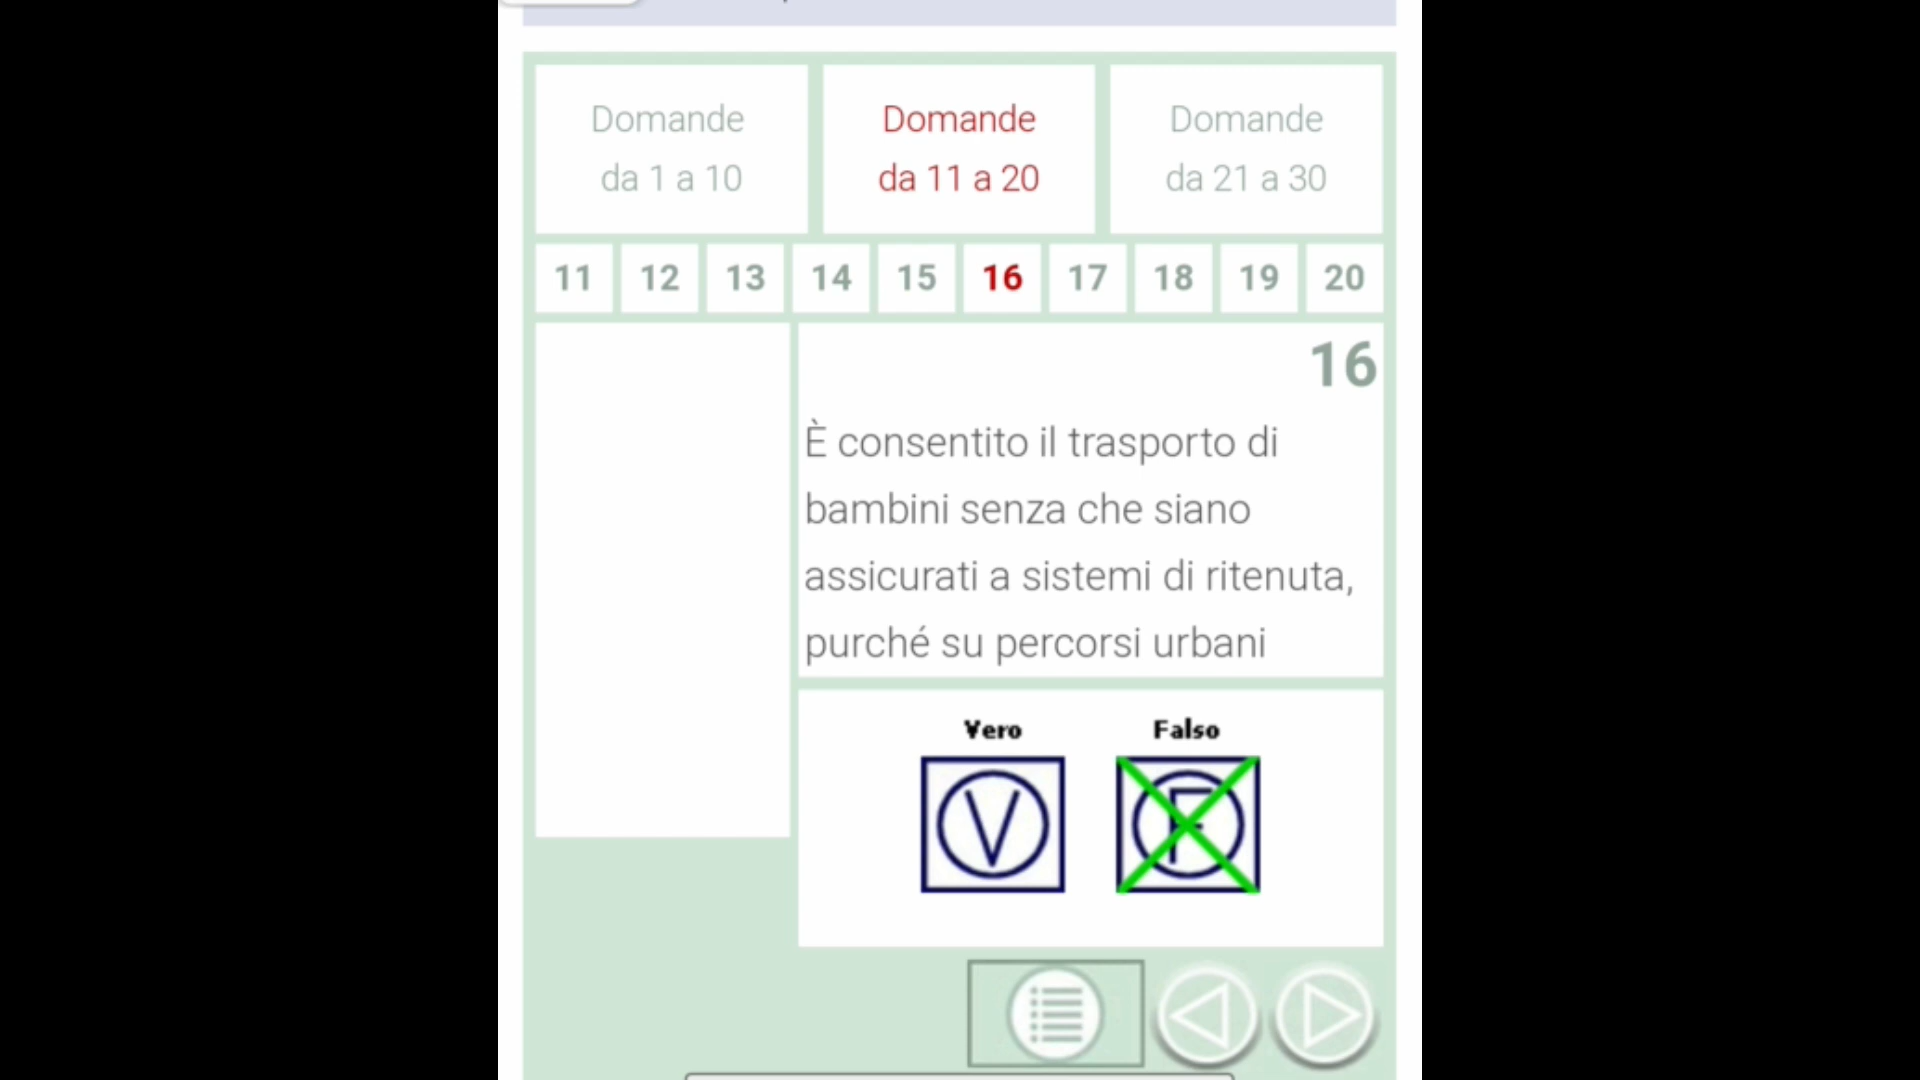 Domande
da 1 a 10
Domande
da 11 a 20
Domande
da 21 a 30
11 12 13 14 15 16 17 18 19 20
16
È consentito il trasporto di
bambini senza che siano
assicurati a sistemi di ritenuta,
purché su percorsi urbani
Vero Falso
V F